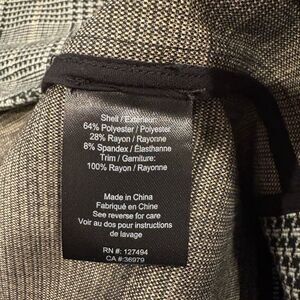 Shell / Extérieur:
64% Polyester / Polyester
28% Rayon / Rayonne
8% Spandex / Élasthanne
Trim / Garniture:
100% Rayon / Rayonne
Made in China
Fabriqué en Chine
See reverse for care
Voir au dos pour instructions
de lavage
RN #: 127494
CA #: 36979